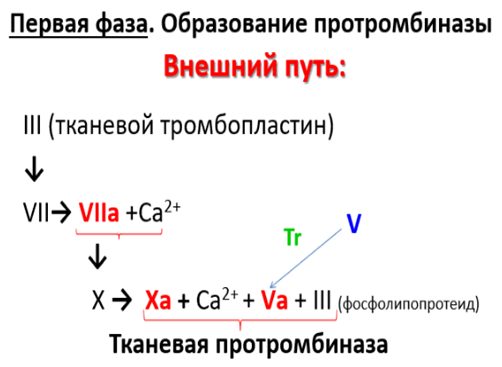 Первая фаза. Образование протромбиназы
Внешний путь:
III (тканевой тромбопластин)
↓
VII→ VIIa +Ca²⁺
Tr V
↓
X → Xa + Ca²⁺ + Va + III (фосфолипопротеид)
Тканевая протромбиназа